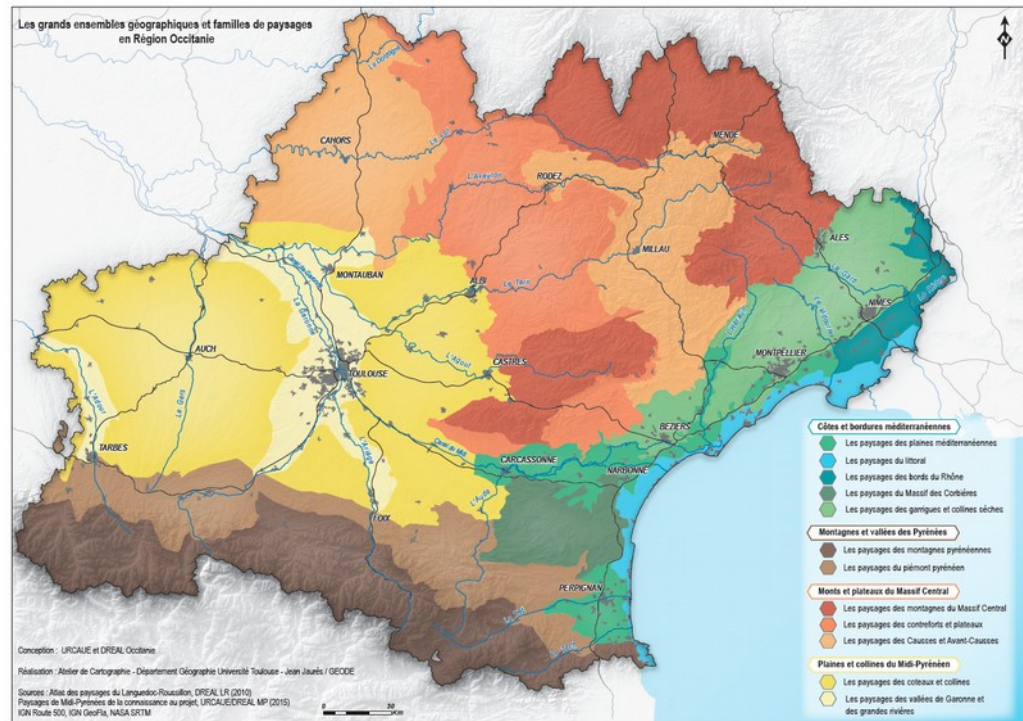 Les grands ensembles géographiques et familles de paysages
en Région Occitanie
N
La Dordogne
CAHORS
Le Lot
MENDE
L'Aveyron
RODEZ
MILLAU
ALES
MONTAUBAN
ALBI
Le Tarn
Le Gard
NIMES
Le Rhône
La Garonne
AUCH
TOULOUSE
L'Adour
Le Gers
L'Agout
CASTRES
MONTPELLIER
TARBES
BEZIERS
Canal du Midi
CARCASSONNE
NARBONNE
L'Ariège
L'Aude
FOIX
PERPIGNAN
Côtes et bordures méditerranéennes
Les paysages des plaines méditerranéennes
Les paysages du littoral
Les paysages des bords du Rhône
Les paysages du Massif des Corbières
Les paysages des garrigues et collines sèches
Montagnes et vallées des Pyrénées
Les paysages des montagnes pyrénéennes
Les paysages du piémont pyrénéen
Monts et plateaux du Massif Central
Les paysages des montagnes du Massif Central
Les paysages des contreforts et plateaux
Les paysages des Causses et Avant-Causses
Plaines et collines du Midi-Pyrénéen
Les paysages des coteaux et collines
Les paysages des vallées de Garonne et
des grandes rivières
Conception : URCAUE et DREAL Occitanie
Réalisation : Atelier de Cartographie - Département Géographie Université Toulouse - Jean Jaurés / GEODE
Sources : Atlas des paysages du Languedoc-Roussillon, DREAL LR (2010)
Paysages de Midi-Pyrénées de la connaissance au projet, URCAUE/DREAL MP (2015)
IGN Route 500, IGN GeoFla, NASA SRTM
0 30